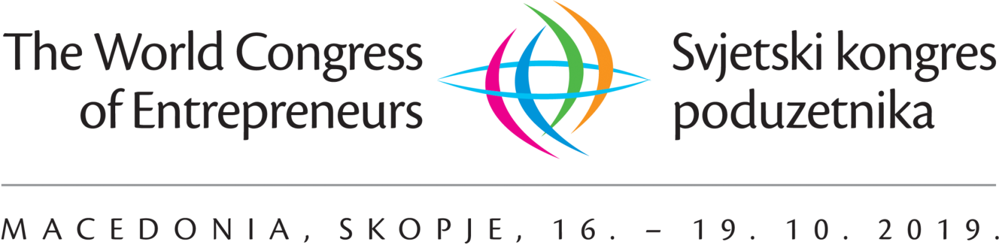 The World Congress
of Entrepreneurs
Svjetski kongres
poduzetnika
MACEDONIA, SKOPJE, 16. – 19. 10. 2019.